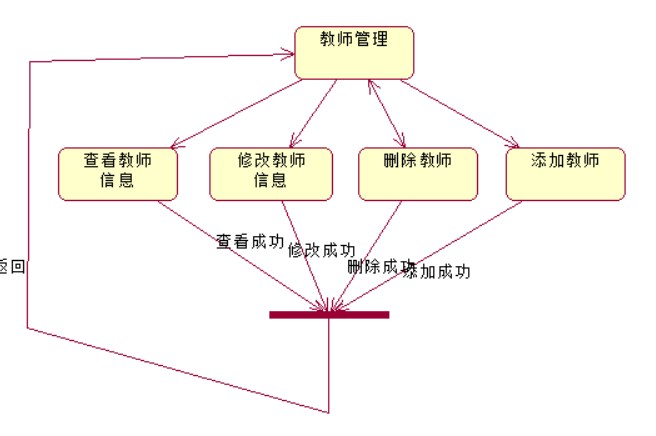 教师管理
查看教师
信息
修改教师
信息
删除教师
添加教师
查看成功
修改成功
删除成功
添加成功
返回